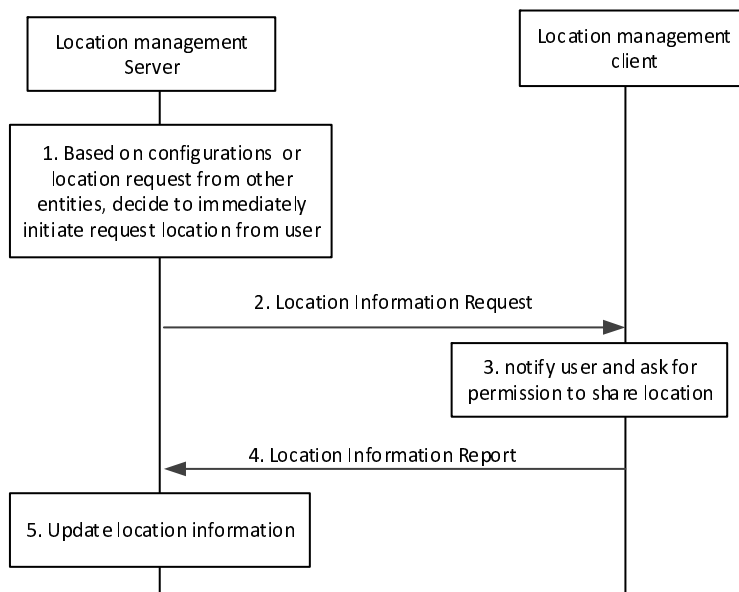 Location management
Server
Location management
client
1. Based on configurations or
location request from other
entities, decide to immediately
initiate request location from user
2. Location Information Request
3. notify user and ask for
permission to share location
4. Location Information Report
5. Update location information